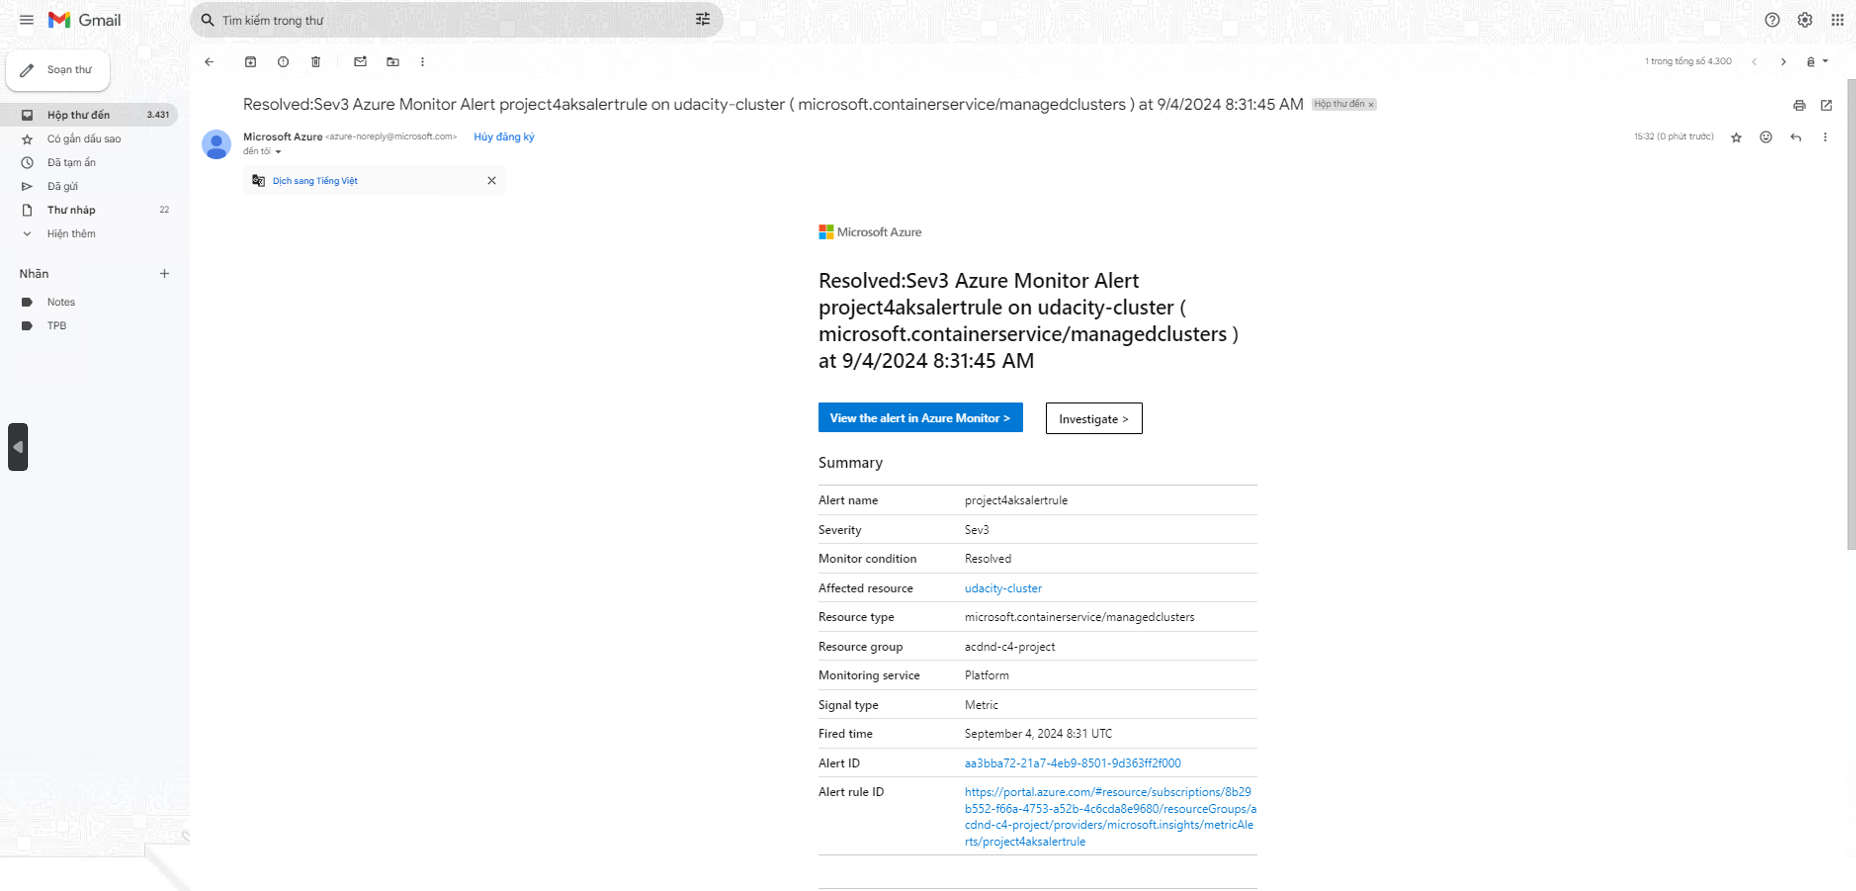 Gmail
Tìm kiếm trong thư
Soạn thư
1 trong tổng số 4.300
Hộp thư đến 3.431
Có gắn dấu sao
Đã tạm ẩn
Đã gửi
Thư nháp 22
Hiện thêm
Nhãn
Notes
TPB
Resolved:Sev3 Azure Monitor Alert project4aksalertrule on udacity-cluster ( microsoft.containerservice/managedclusters ) at 9/4/2024 8:31:45 AM Hộp thư đến x
Microsoft Azure <azure-noreply@microsoft.com> Hủy đăng ký
15:32 (0 phút trước)
đến tôi
Dịch sang Tiếng Việt
Microsoft Azure
Resolved:Sev3 Azure Monitor Alert
project4aksalertrule on udacity-cluster (
microsoft.containerservice/managedclusters )
at 9/4/2024 8:31:45 AM
View the alert in Azure Monitor > Investigate >
Summary
Alert name project4aksalertrule
Severity Sev3
Monitor condition Resolved
Affected resource udacity-cluster
Resource type microsoft.containerservice/managedclusters
Resource group acdnd-c4-project
Monitoring service Platform
Signal type Metric
Fired time September 4, 2024 8:31 UTC
Alert ID aa3bba72-21a7-4eb9-8501-9d363ff2f000
Alert rule ID https://portal.azure.com/#resource/subscriptions/8b29
b552-f66a-4753-a52b-4c6cda8e9680/resourceGroups/a
cdnd-c4-project/providers/microsoft.insights/metricAle
rts/project4aksalertrule